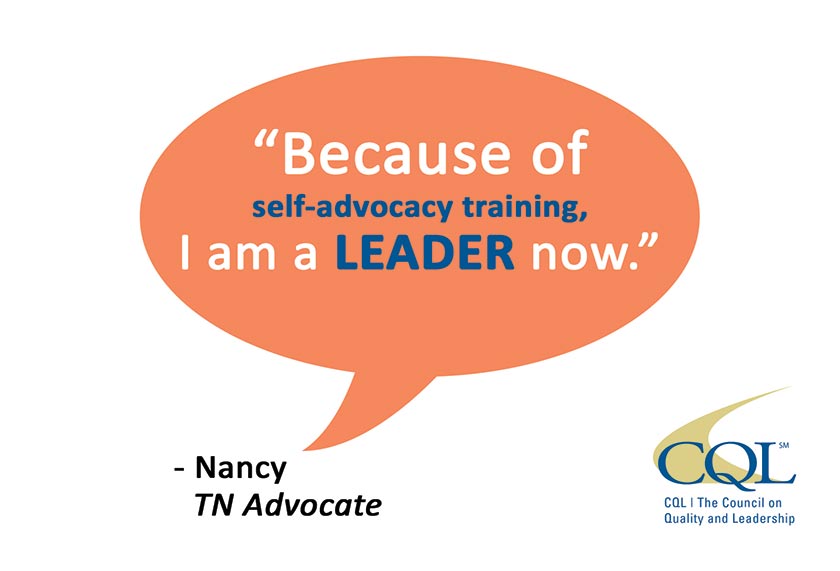 “Because of
self-advocacy training,
I am a LEADER now.”
- Nancy
TN Advocate
CQL SM
CQL | The Council on
Quality and Leadership